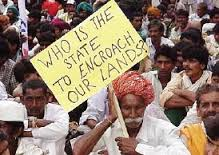 WHO IS THE
STATE
TO ENCROACH
OUR LANDS?